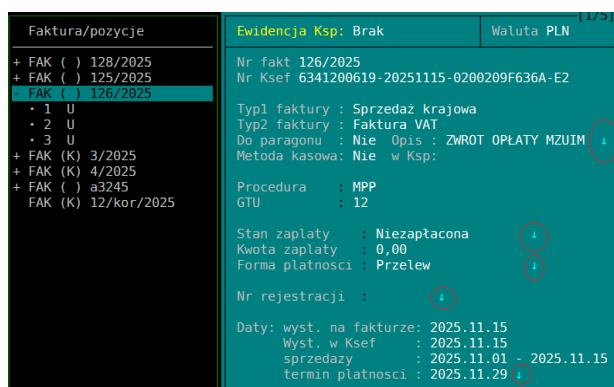 [1/5]
Faktura/pozycje
+ FAK ( ) 128/2025
+ FAK ( ) 125/2025
- FAK ( ) 126/2025
• 1 U
• 2 U
• 3 U
+ FAK (K) 3/2025
+ FAK (K) 4/2025
+ FAK ( ) a3245
FAK (K) 12/kor/2025
Ewidencja Ksp: Brak
Waluta PLN
Nr fakt 126/2025
Nr Ksef 6341200619-20251115-0200209F636A-E2
Typ1 faktury : Sprzedaż krajowa
Typ2 faktury : Faktura VAT
Do paragonu : Nie Opis : ZWROT OPŁATY MZUIM ↓
Metoda kasowa: Nie w Ksp:
Procedura : MPP
GTU : 12
Stan zaplaty : Niezapłacona ↓
Kwota zaplaty : 0,00
Forma platnosci : Przelew ↓
Nr rejestracji : ↓
Daty: wyst. na fakturze: 2025.11.15
Wyst. w Ksef : 2025.11.15
sprzedazy : 2025.11.01 - 2025.11.15
termin platnosci : 2025.11.29 ↓